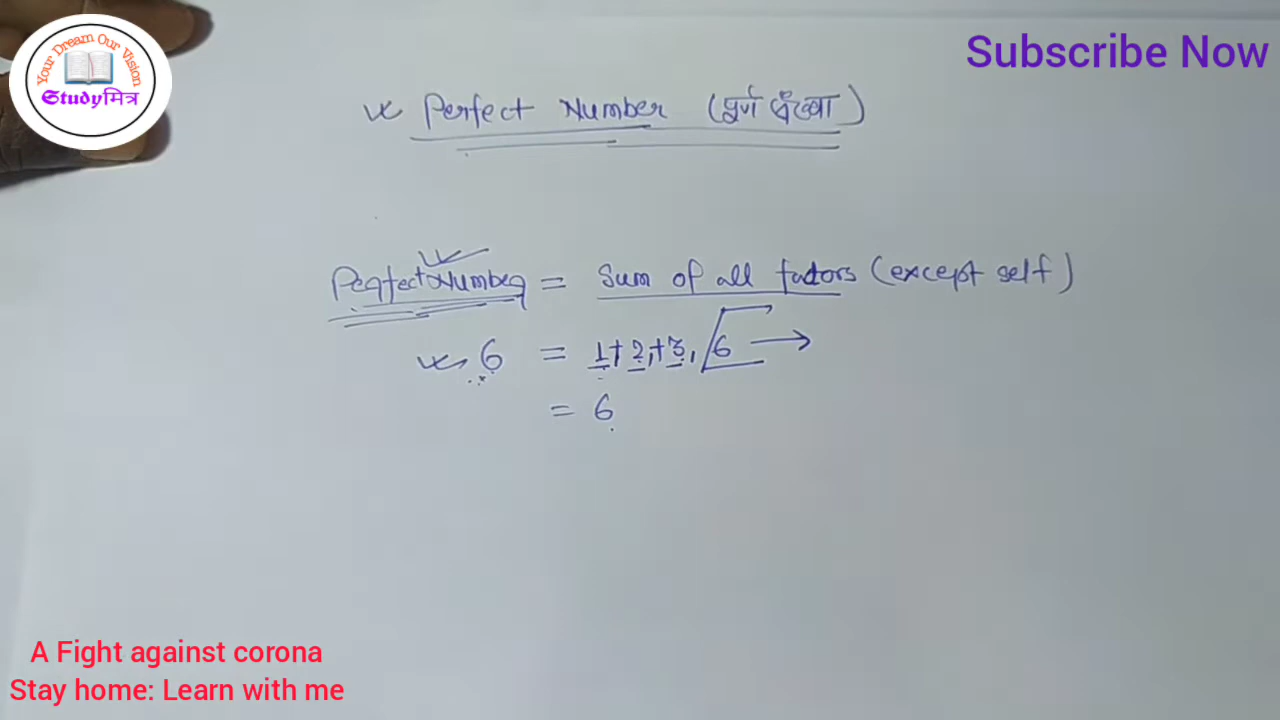 Your Dream Our Vision
Studyमित्र
Subscribe Now
Perfect Number (पूर्ण संख्या)
Perfect Number = Sum of all factors (except self)
6 = 1+2,+3, 6 →
= 6
A Fight against corona
Stay home: Learn with me